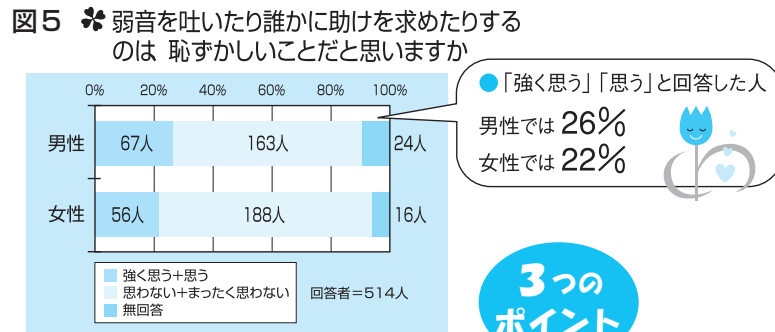 図5 ✽ 弱音を吐いたり誰かに助けを求めたりする
のは 恥ずかしいことだと思いますか
0% 20% 40% 60% 80% 100%
男性 67人 163人 24人
女性 56人 188人 16人
強く思う+思う
思わない+まったく思わない
無回答
回答者=514人
●「強く思う」「思う」と回答した人
男性では 26%
女性では 22%
3つの
ポイント